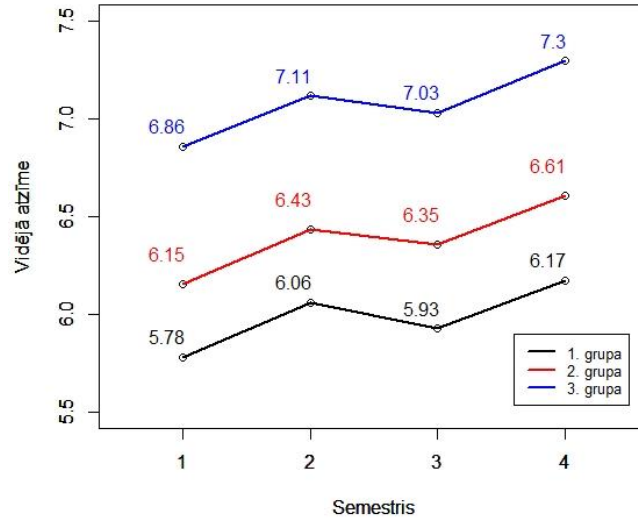 7.5
7.3
7.11
7.03
7.0
6.86
6.61
6.5
6.43
6.35
6.15
6.17
6.06
6.0
5.93
5.78
5.5
Vidējā atzīme
1. grupa
2. grupa
3. grupa
1 2 3 4
Semestris